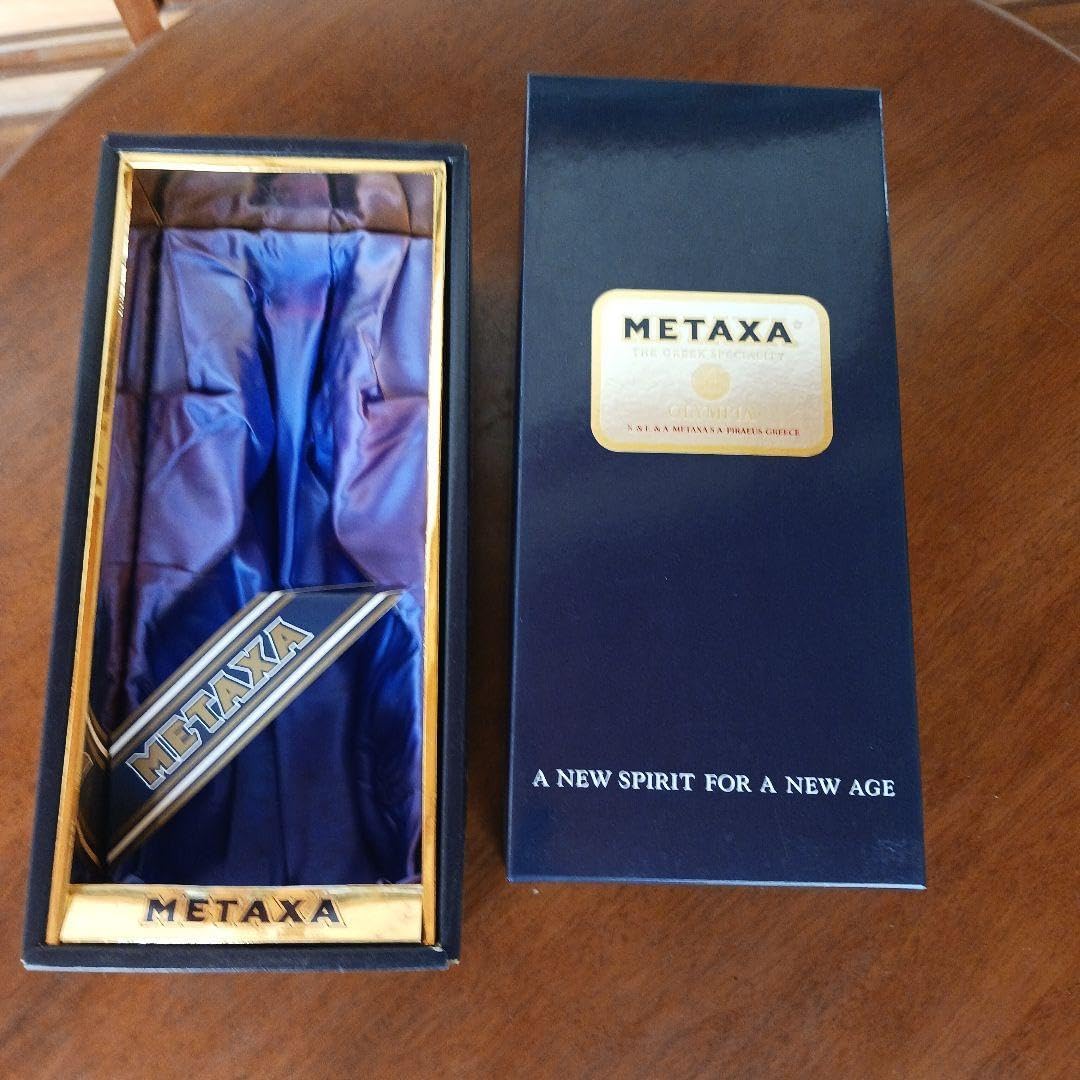 METAXA
METAXA
METAXA®
THE GREEK SPECIALITY
OLYMPIA
S. & E. & A. METAXA S.A. PIRAEUS GREECE
A NEW SPIRIT FOR A NEW AGE